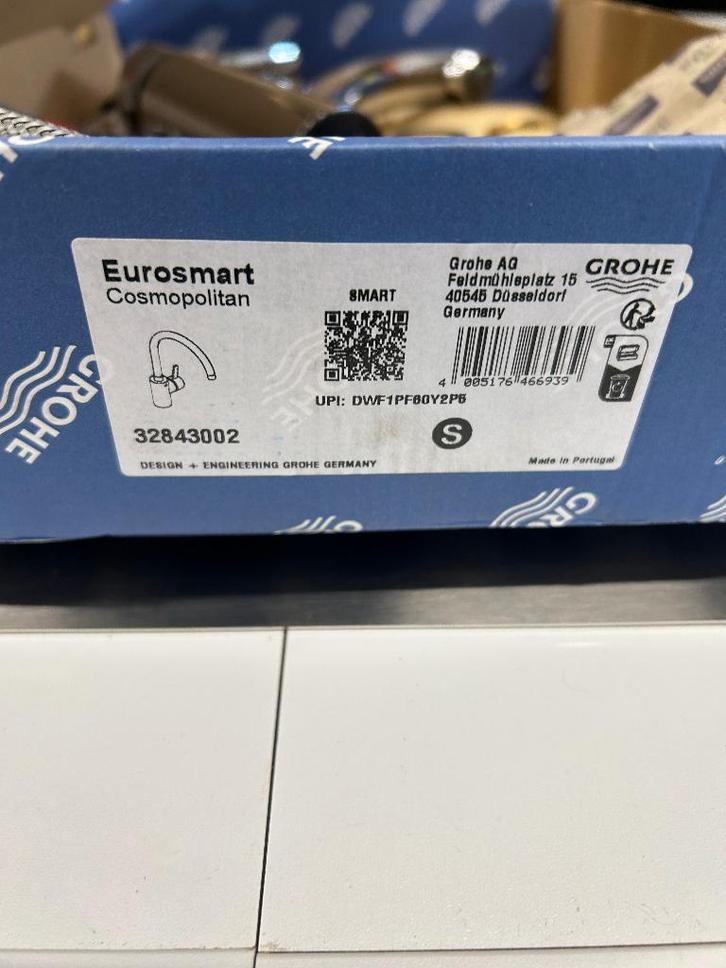 Eurosmart
Cosmopolitan
SMART
Grohe AG
Feldmühleplatz 15
40545 Düsseldorf
Germany
GROHE
4 005176 466939
UPI: DWF1PF60Y2P5
32843002
S
DESIGN + ENGINEERING GROHE GERMANY
Made in Portugal
GROHE
GROHE